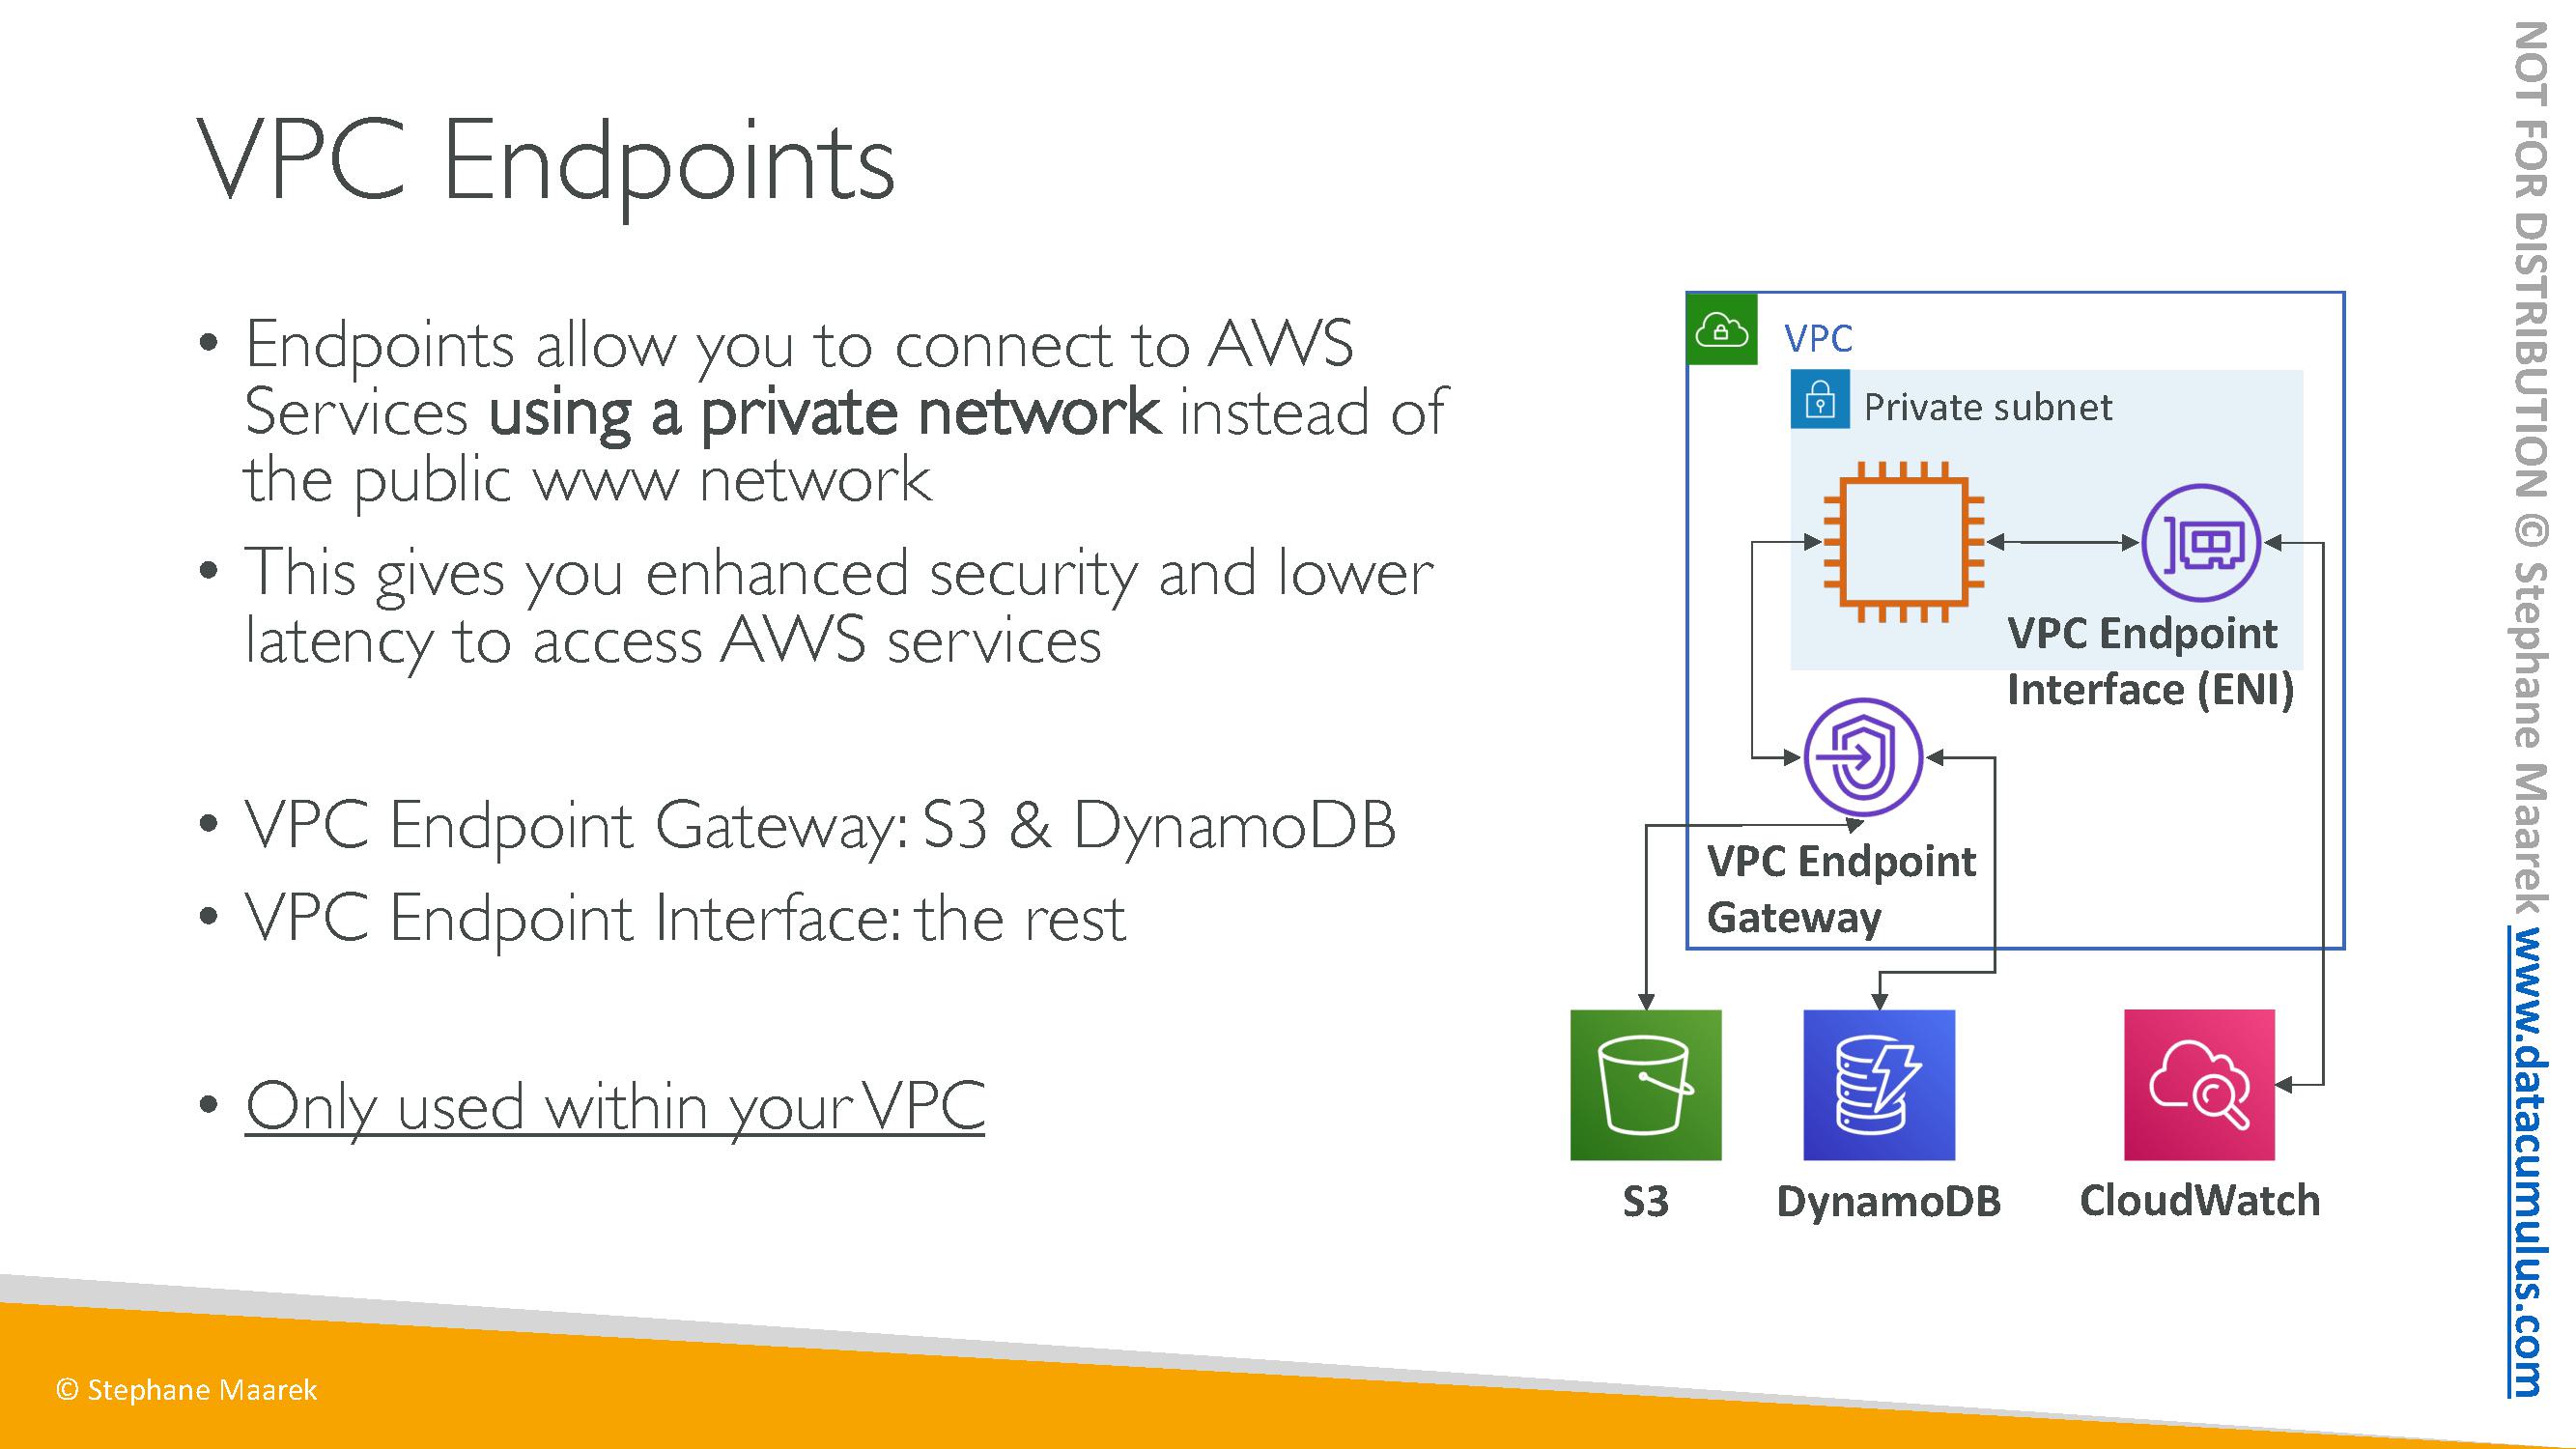 VPC Endpoints
• Endpoints allow you to connect to AWS
Services using a private network instead of
the public www network
• This gives you enhanced security and lower
latency to access AWS services
• VPC Endpoint Gateway: S3 & DynamoDB
• VPC Endpoint Interface: the rest
• Only used within your VPC
VPC
Private subnet
VPC Endpoint
Interface (ENI)
VPC Endpoint
Gateway
S3
DynamoDB
CloudWatch
© Stephane Maarek
NOT FOR DISTRIBUTION © Stephane Maarek www.datacumulus.com